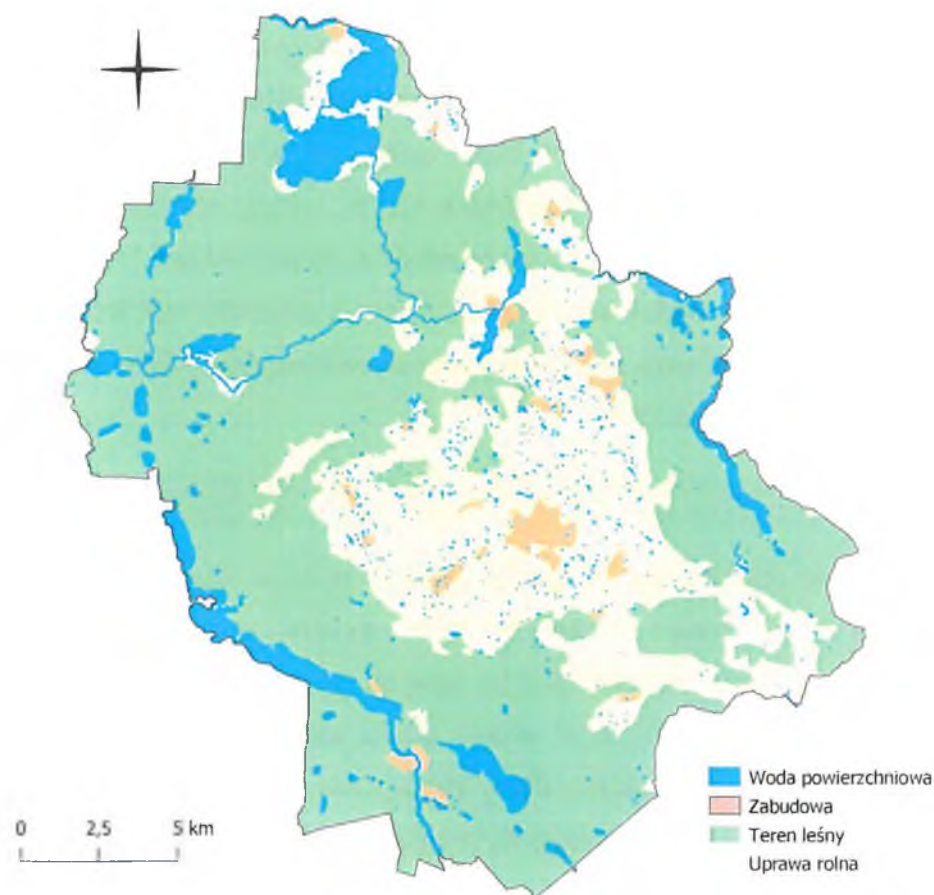 Woda powierzchniowa
Zabudowa
Teren leśny
Uprawa rolna
0 2,5 5 km